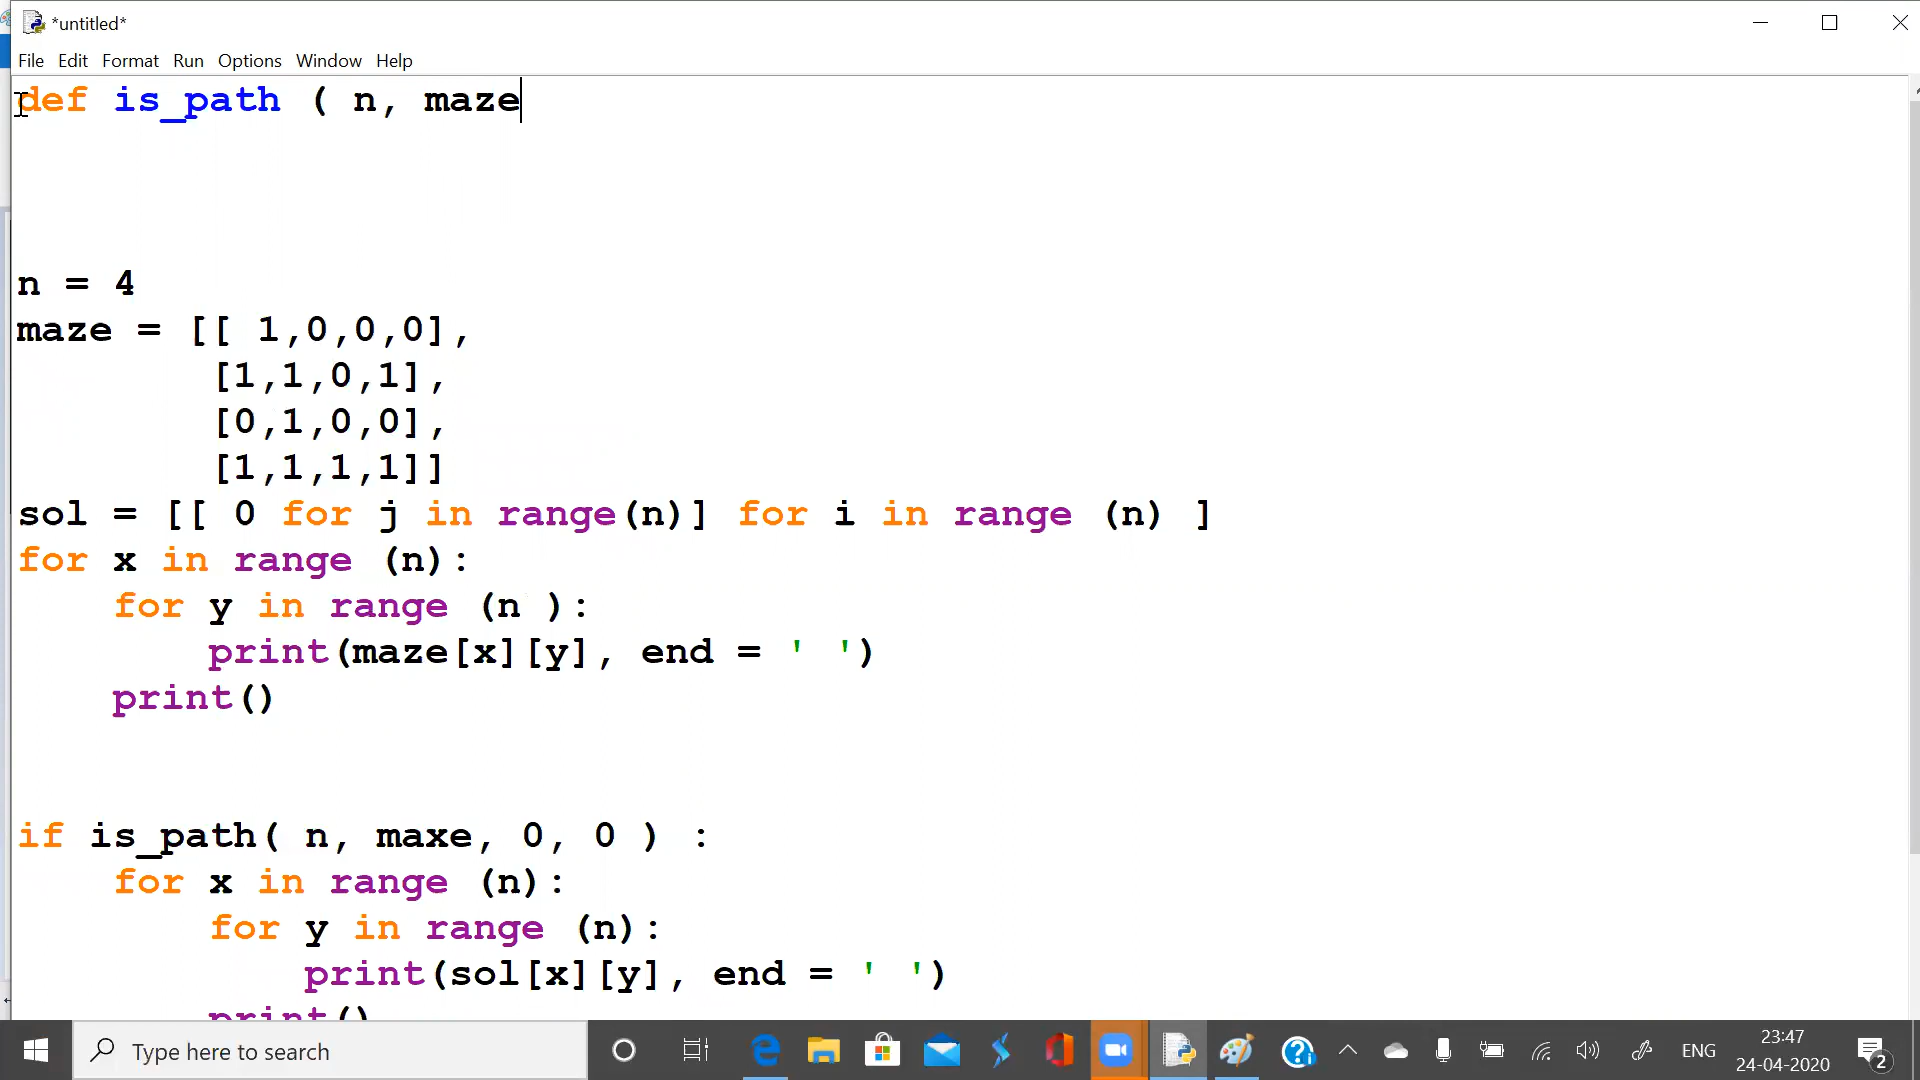 *untitled*
File Edit Format Run Options Window Help
def is_path ( n, maze
n = 4
maze = [[ 1,0,0,0],
[1,1,0,1],
[0,1,0,0],
[1,1,1,1]]
sol = [[ 0 for j in range(n)] for i in range (n) ]
for x in range (n):
for y in range (n ):
print(maze[x][y], end = ' ')
print()
if is_path( n, maxe, 0, 0 ) :
for x in range (n):
for y in range (n):
print(sol[x][y], end = ' ')
print()
Type here to search
ENG
23:47
24-04-2020
2